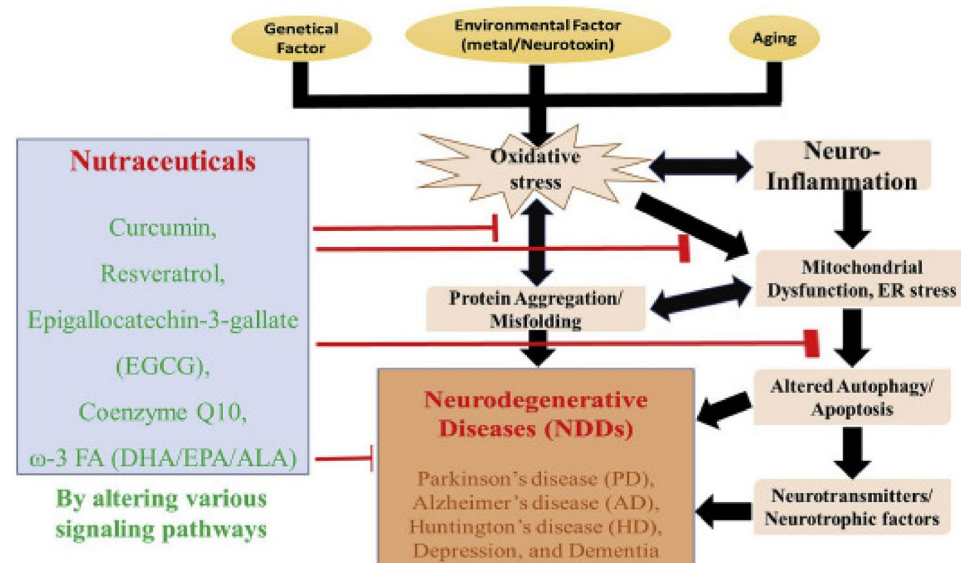 Genetical
Factor
Environmental Factor
(metal/Neurotoxin)
Aging
Oxidative
stress
Neuro-
Inflammation
Nutraceuticals
Curcumin,
Resveratrol,
Epigallocatechin-3-gallate
(EGCG),
Coenzyme Q10,
ω-3 FA (DHA/EPA/ALA)
By altering various
signaling pathways
Protein Aggregation/
Misfolding
Mitochondrial
Dysfunction, ER stress
Altered Autophagy/
Apoptosis
Neurotransmitters/
Neurotrophic factors
Neurodegenerative
Diseases (NDDs)
Parkinson’s disease (PD),
Alzheimer’s disease (AD),
Huntington’s disease (HD),
Depression, and Dementia